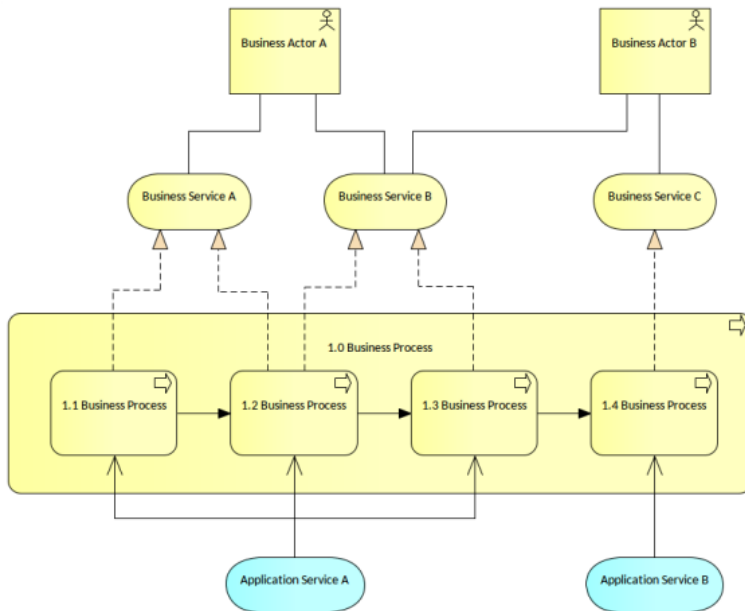 Business Actor A
Business Actor B
Business Service A
Business Service B
Business Service C
1.0 Business Process
1.1 Business Process
1.2 Business Process
1.3 Business Process
1.4 Business Process
Application Service A
Application Service B